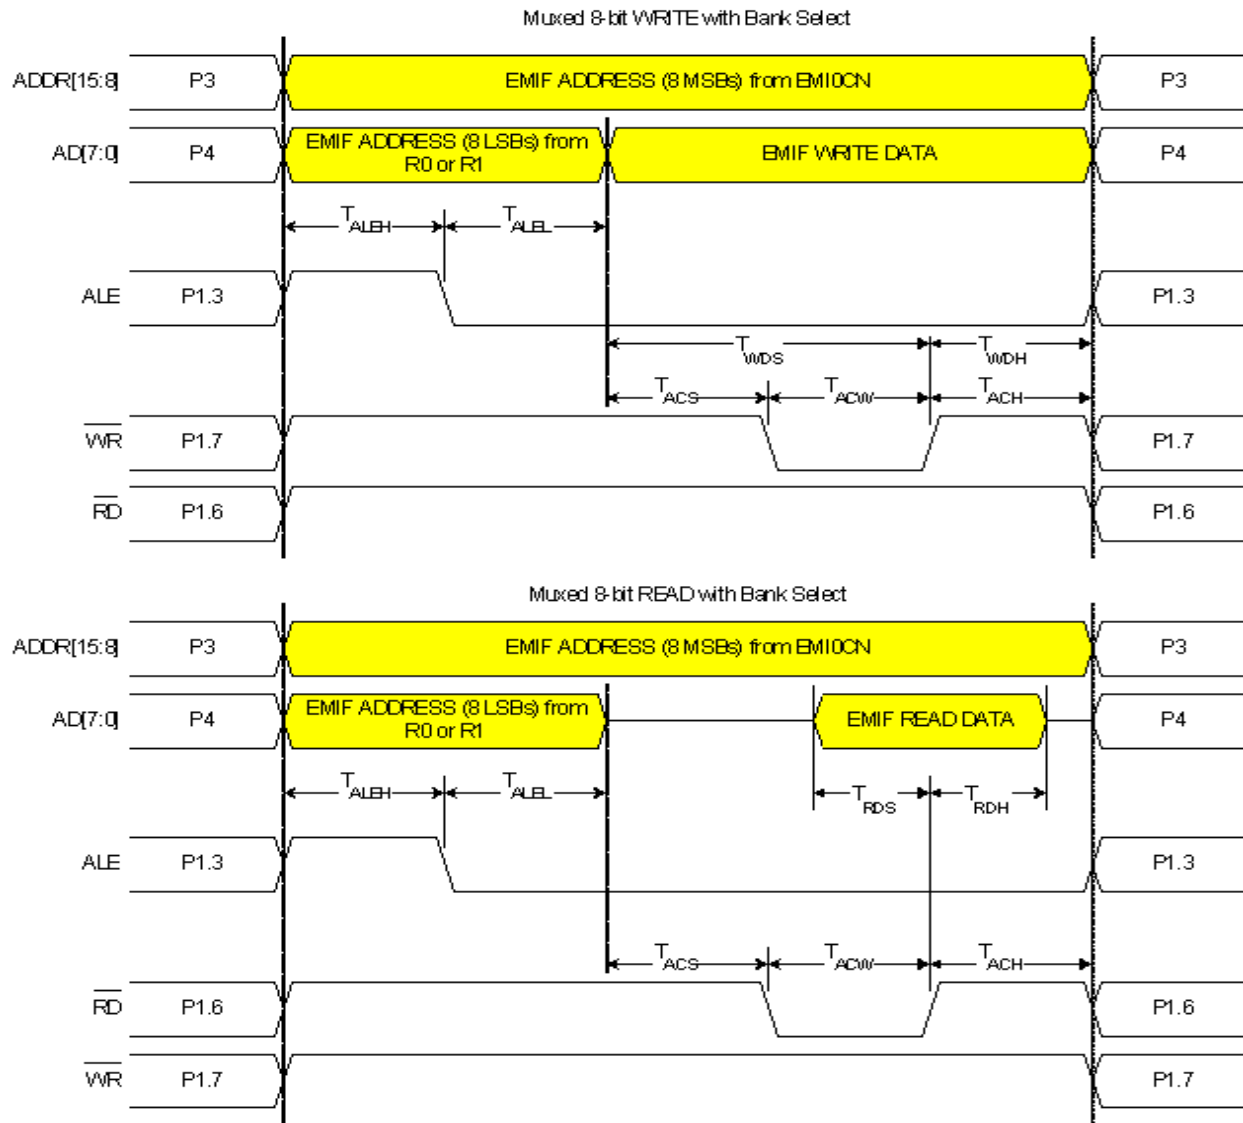 Muxed 8-bit WRITE with Bank Select
ADDR[15:8] P3 EMIF ADDRESS (8 MSBs) from EMI0CN P3
AD[7:0] P4 EMIF ADDRESS (8 LSBs) from R0 or R1 EMIF WRITE DATA P4
TALEH TALEL
ALE P1.3 P1.3
TWDS TWDH
TACS TACW TACH
WR P1.7 P1.7
RD P1.6 P1.6
Muxed 8-bit READ with Bank Select
ADDR[15:8] P3 EMIF ADDRESS (8 MSBs) from EMI0CN P3
AD[7:0] P4 EMIF ADDRESS (8 LSBs) from R0 or R1 EMIF READ DATA P4
TALEH TALEL TRDS TRDH
ALE P1.3 P1.3
TACS TACW TACH
RD P1.6 P1.6
WR P1.7 P1.7